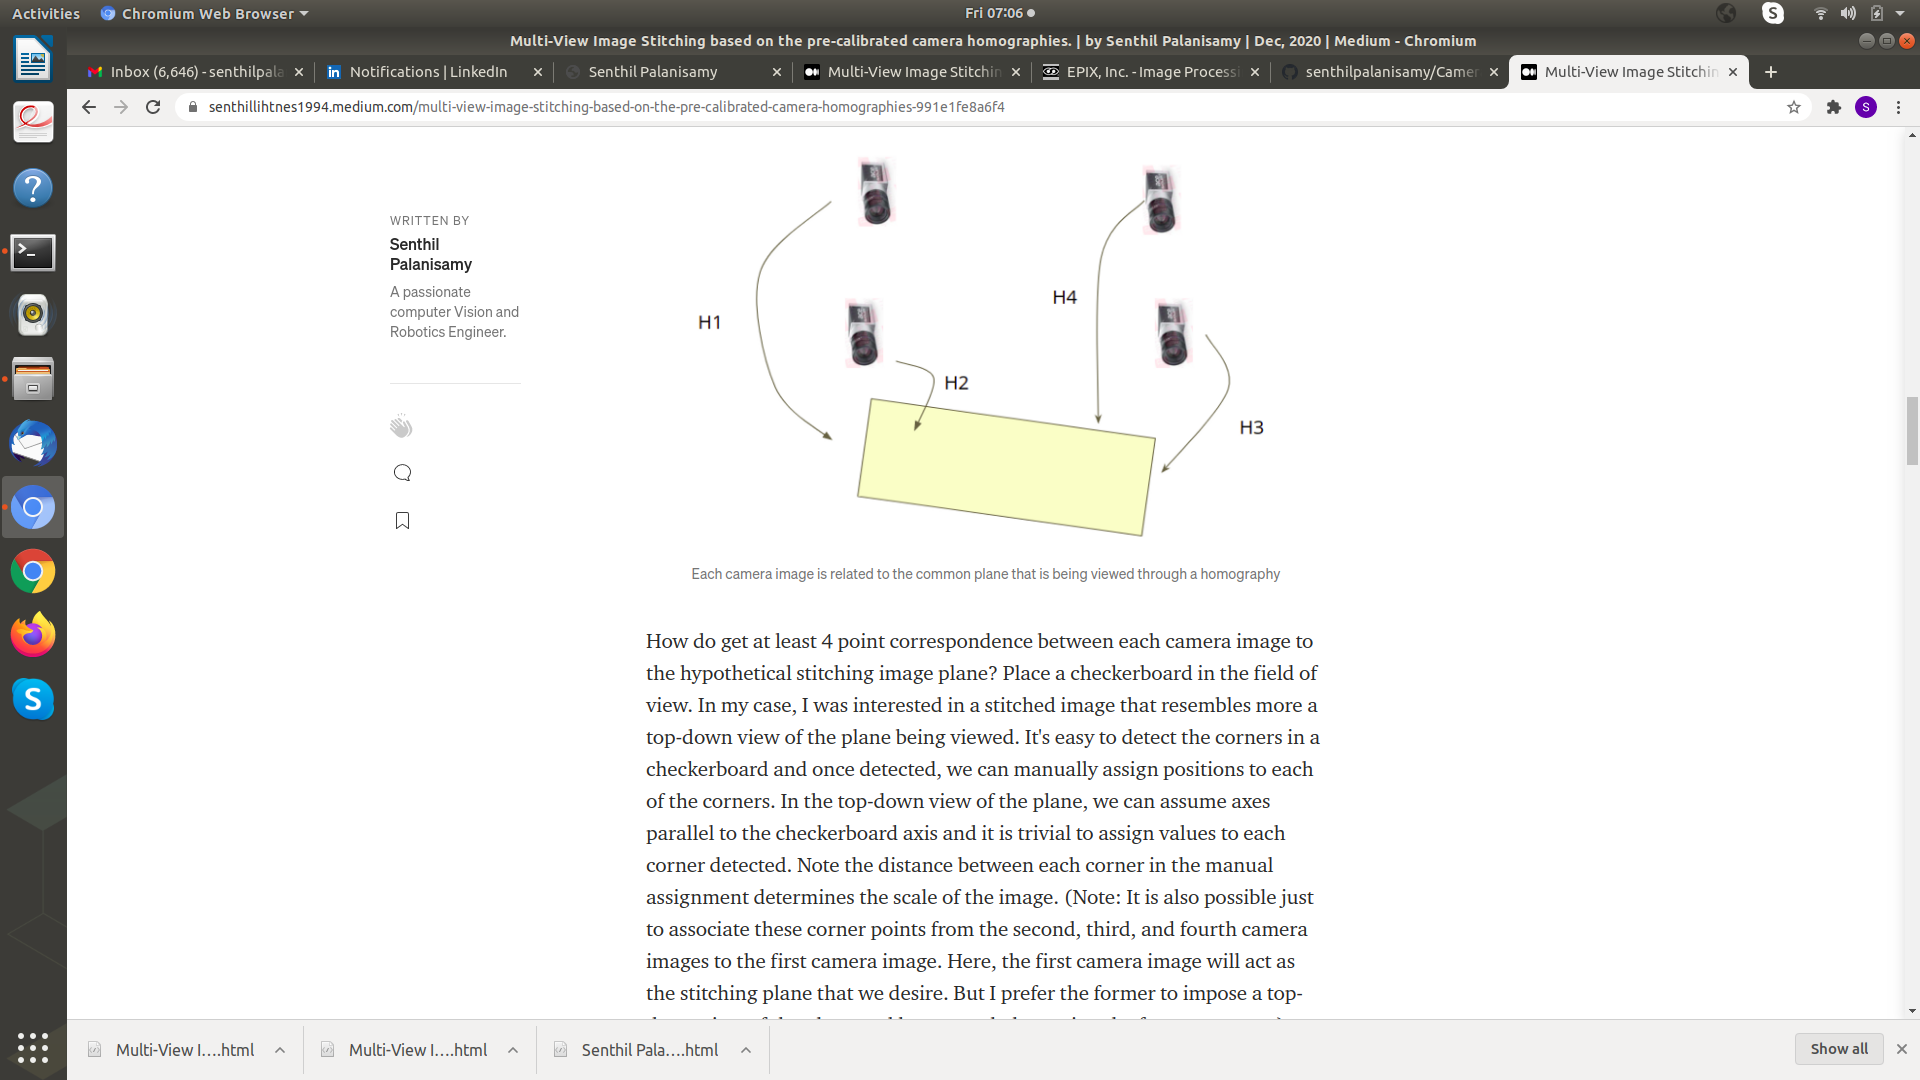 Activities
Chromium Web Browser
Fri 07:06
Multi-View Image Stitching based on the pre-calibrated camera homographies. | by Senthil Palanisamy | Dec, 2020 | Medium - Chromium
Inbox (6,646) - senthilpala
Notifications | LinkedIn
Senthil Palanisamy
Multi-View Image Stitchin
EPIX, Inc. - Image Processi
senthilpalanisamy/Camer
Multi-View Image Stitchin
senthillihtnes1994.medium.com/multi-view-image-stitching-based-on-the-pre-calibrated-camera-homographies-991e1fe8a6f4
S
WRITTEN BY
Senthil
Palanisamy
A passionate
computer Vision and
Robotics Engineer.
H1
H2
H4
H3
Each camera image is related to the common plane that is being viewed through a homography
How do get at least 4 point correspondence between each camera image to
the hypothetical stitching image plane? Place a checkerboard in the field of
view. In my case, I was interested in a stitched image that resembles more a
top-down view of the plane being viewed. It's easy to detect the corners in a
checkerboard and once detected, we can manually assign positions to each
of the corners. In the top-down view of the plane, we can assume axes
parallel to the checkerboard axis and it is trivial to assign values to each
corner detected. Note the distance between each corner in the manual
assignment determines the scale of the image. (Note: It is also possible just
to associate these corner points from the second, third, and fourth camera
images to the first camera image. Here, the first camera image will act as
the stitching plane that we desire. But I prefer the former to impose a top-
Multi-View I....html
Multi-View I....html
Senthil Pala....html
Show all